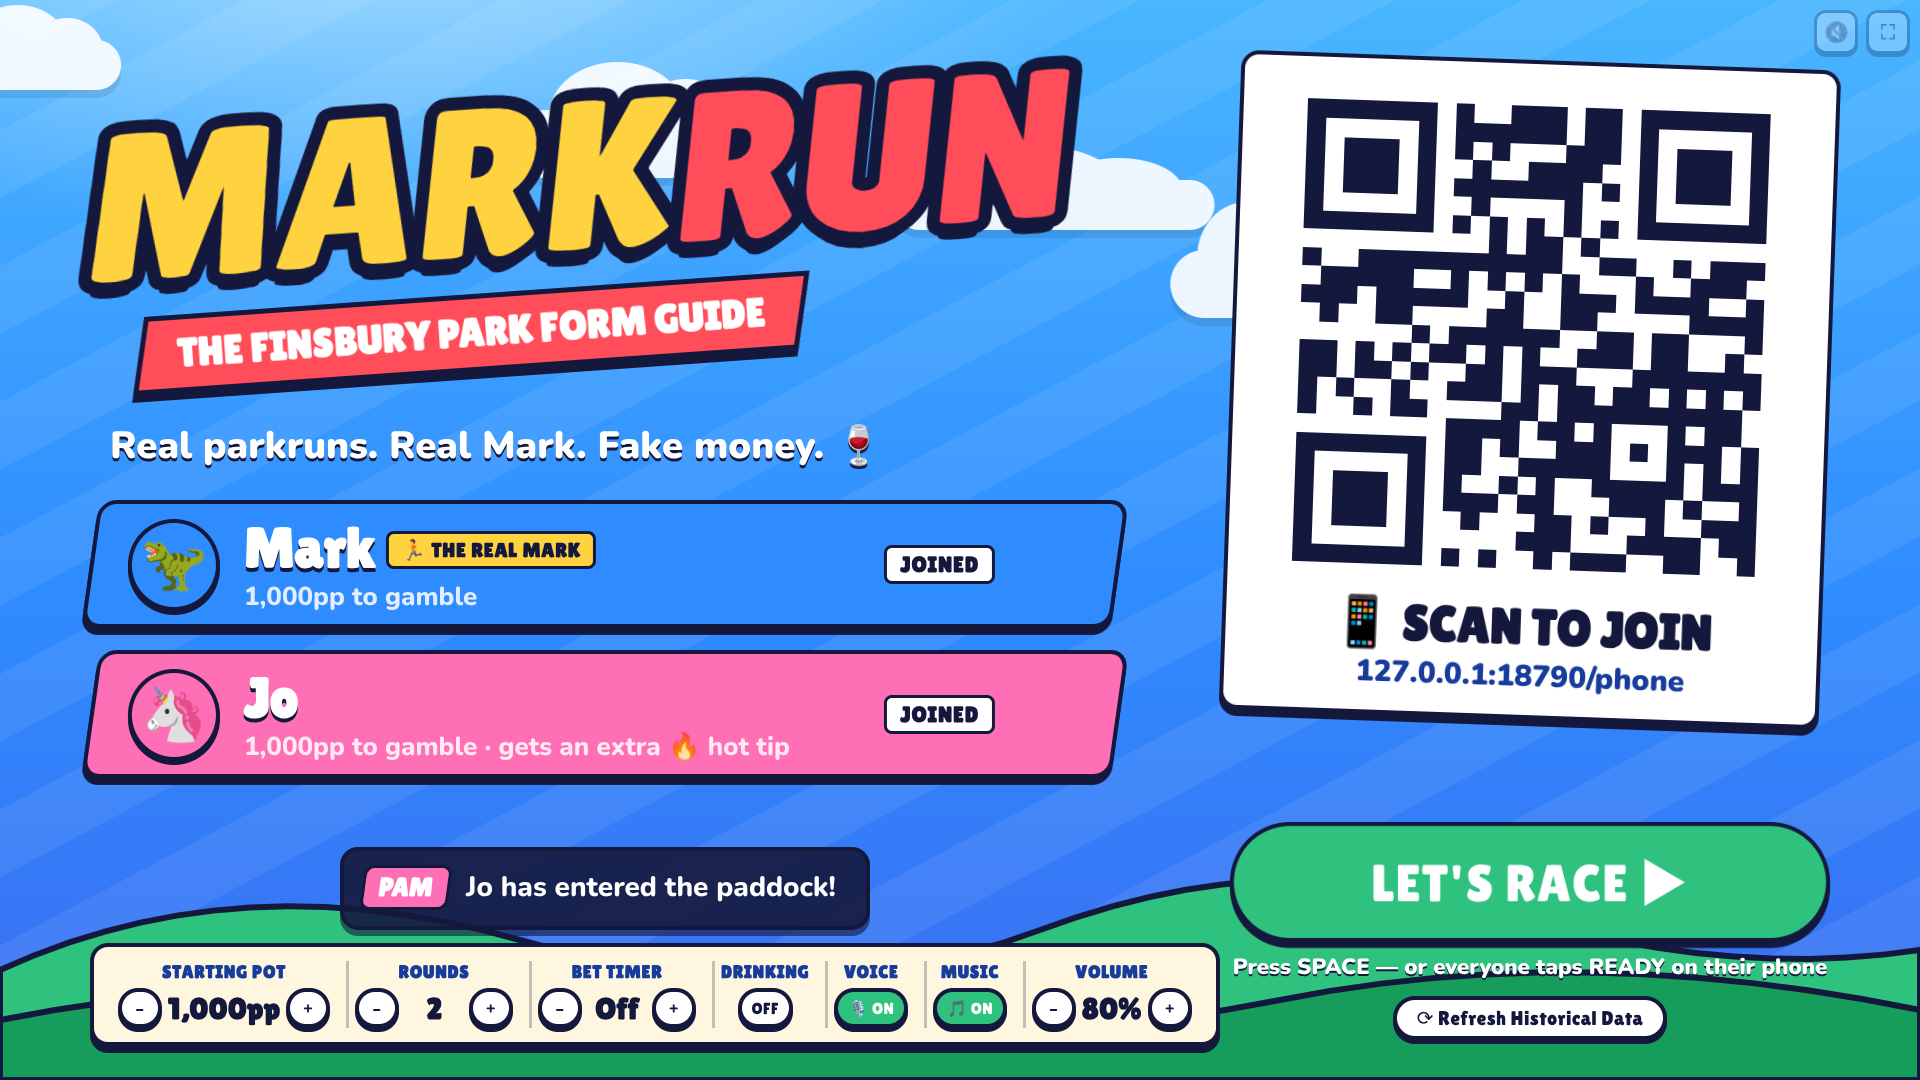 MARKRUN
THE FINSBURY PARK FORM GUIDE
Real parkruns. Real Mark. Fake money. 🍷
Mark 🏃 THE REAL MARK
1,000pp to gamble
JOINED
Jo
1,000pp to gamble · gets an extra 🔥 hot tip
JOINED
📱 SCAN TO JOIN
127.0.0.1:18790/phone
PAM Jo has entered the paddock!
LET'S RACE ▶
Press SPACE — or everyone taps READY on their phone
⟳ Refresh Historical Data
STARTING POT
– 1,000pp +
ROUNDS
– 2 +
BET TIMER
– Off +
DRINKING
OFF
VOICE
🎙️ ON
MUSIC
🎵 ON
VOLUME
– 80% +